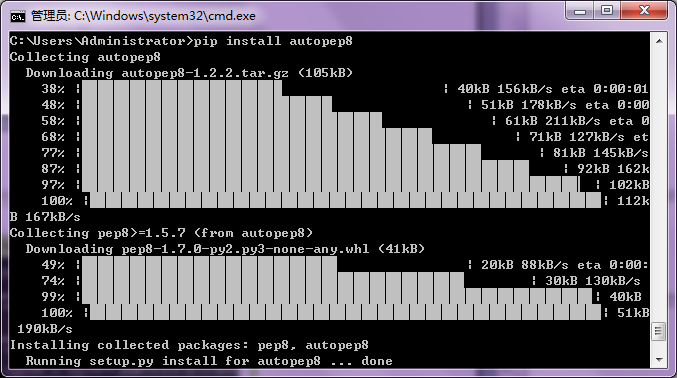 管理员: C:\Windows\system32\cmd.exe
C:\Users\Administrator>pip install autopep8
Collecting autopep8
  Downloading autopep8-1.2.2.tar.gz (105kB)
    38% | | 40kB 156kB/s eta 0:00:01
    48% | | 51kB 178kB/s eta 0:00
    58% | | 61kB 211kB/s eta 0
    68% | | 71kB 127kB/s et
    77% | | 81kB 145kB/s
    87% | | 92kB 162k
    97% | | 102kB
    100% | | 112k
B 167kB/s
Collecting pep8>=1.5.7 (from autopep8)
  Downloading pep8-1.7.0-py2.py3-none-any.whl (41kB)
    49% | | 20kB 88kB/s eta 0:00:
    74% | | 30kB 130kB/s
    99% | | 40kB
    100% | | 51kB
 190kB/s
Installing collected packages: pep8, autopep8
  Running setup.py install for autopep8 ... done